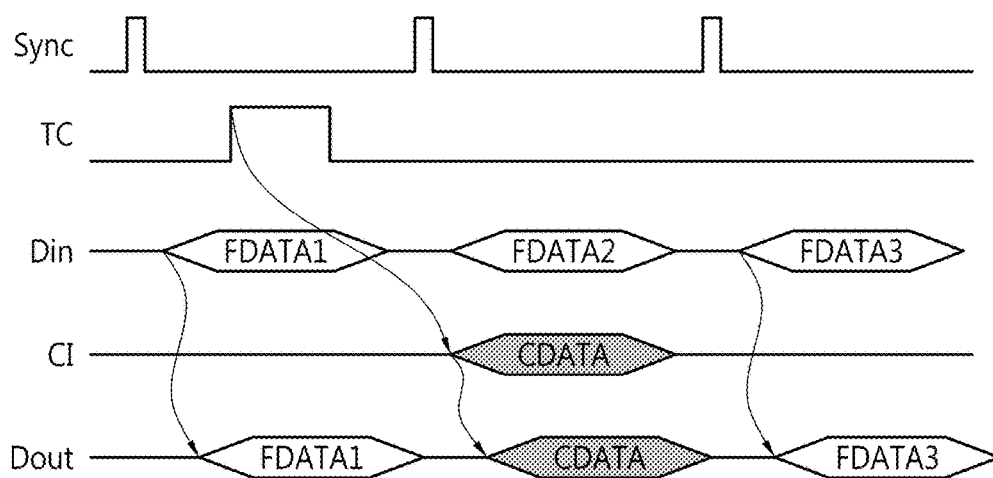 Sync
TC
Din FDATA1 FDATA2 FDATA3
CI CDATA
Dout FDATA1 CDATA FDATA3